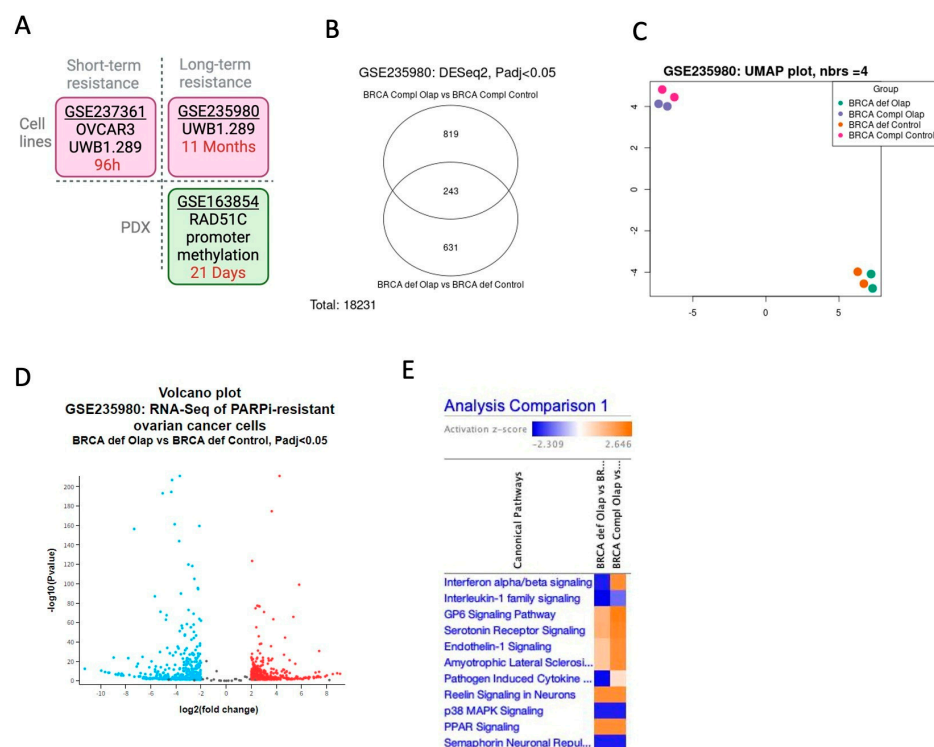 A
Short-term
resistance
Long-term
resistance
Cell
lines
GSE237361
OVCAR3
UWB1.289
96h
GSE235980
UWB1.289
11 Months
PDX
GSE163854
RAD51C
promoter
methylation
21 Days
B
GSE235980: DESeq2, Padj<0.05
BRCA Compl Olap vs BRCA Compl Control
819
243
631
BRCA def Olap vs BRCA def Control
Total: 18231
C
GSE235980: UMAP plot, nbrs =4
Group
BRCA def Olap
BRCA Compl Olap
BRCA def Control
BRCA Compl Control
4
2
0
-2
-4
-5 0 5
D
Volcano plot
GSE235980: RNA-Seq of PARPi-resistant
ovarian cancer cells
BRCA def Olap vs BRCA def Control, Padj<0.05
-log10(Pvalue)
200
180
160
140
120
100
80
60
40
20
0
-10 -8 -6 -4 -2 0 2 4 6 8
log2(fold change)
E
Analysis Comparison 1
Activation z-score
-2.309 2.646
Canonical Pathways
BRCA def Olap vs BR...
BRCA Compl Olap vs...
Interferon alpha/beta signaling
Interleukin-1 family signaling
GP6 Signaling Pathway
Serotonin Receptor Signaling
Endothelin-1 Signaling
Amyotrophic Lateral Sclerosi...
Pathogen Induced Cytokine ...
Reelin Signaling in Neurons
p38 MAPK Signaling
PPAR Signaling
Semaphorin Neuronal Repul...